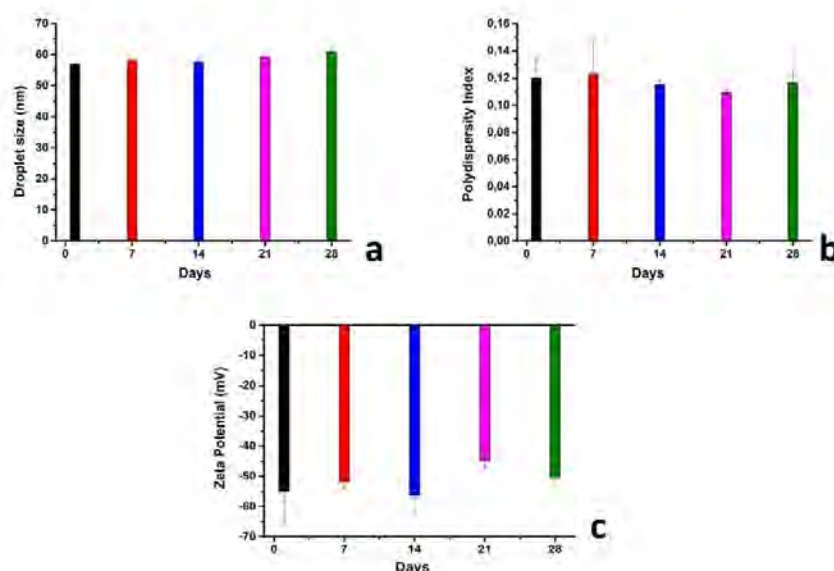 70
60
50
40
30
20
10
0
Droplet size (nm)
0 7 14 21 28
Days
a
0,16
0,14
0,12
0,10
0,08
0,06
0,04
0,02
0,00
Polydispersity Index
0 7 14 21 28
Days
b
0
-10
-20
-30
-40
-50
-60
-70
Zeta Potential (mV)
0 7 14 21 28
Days
c